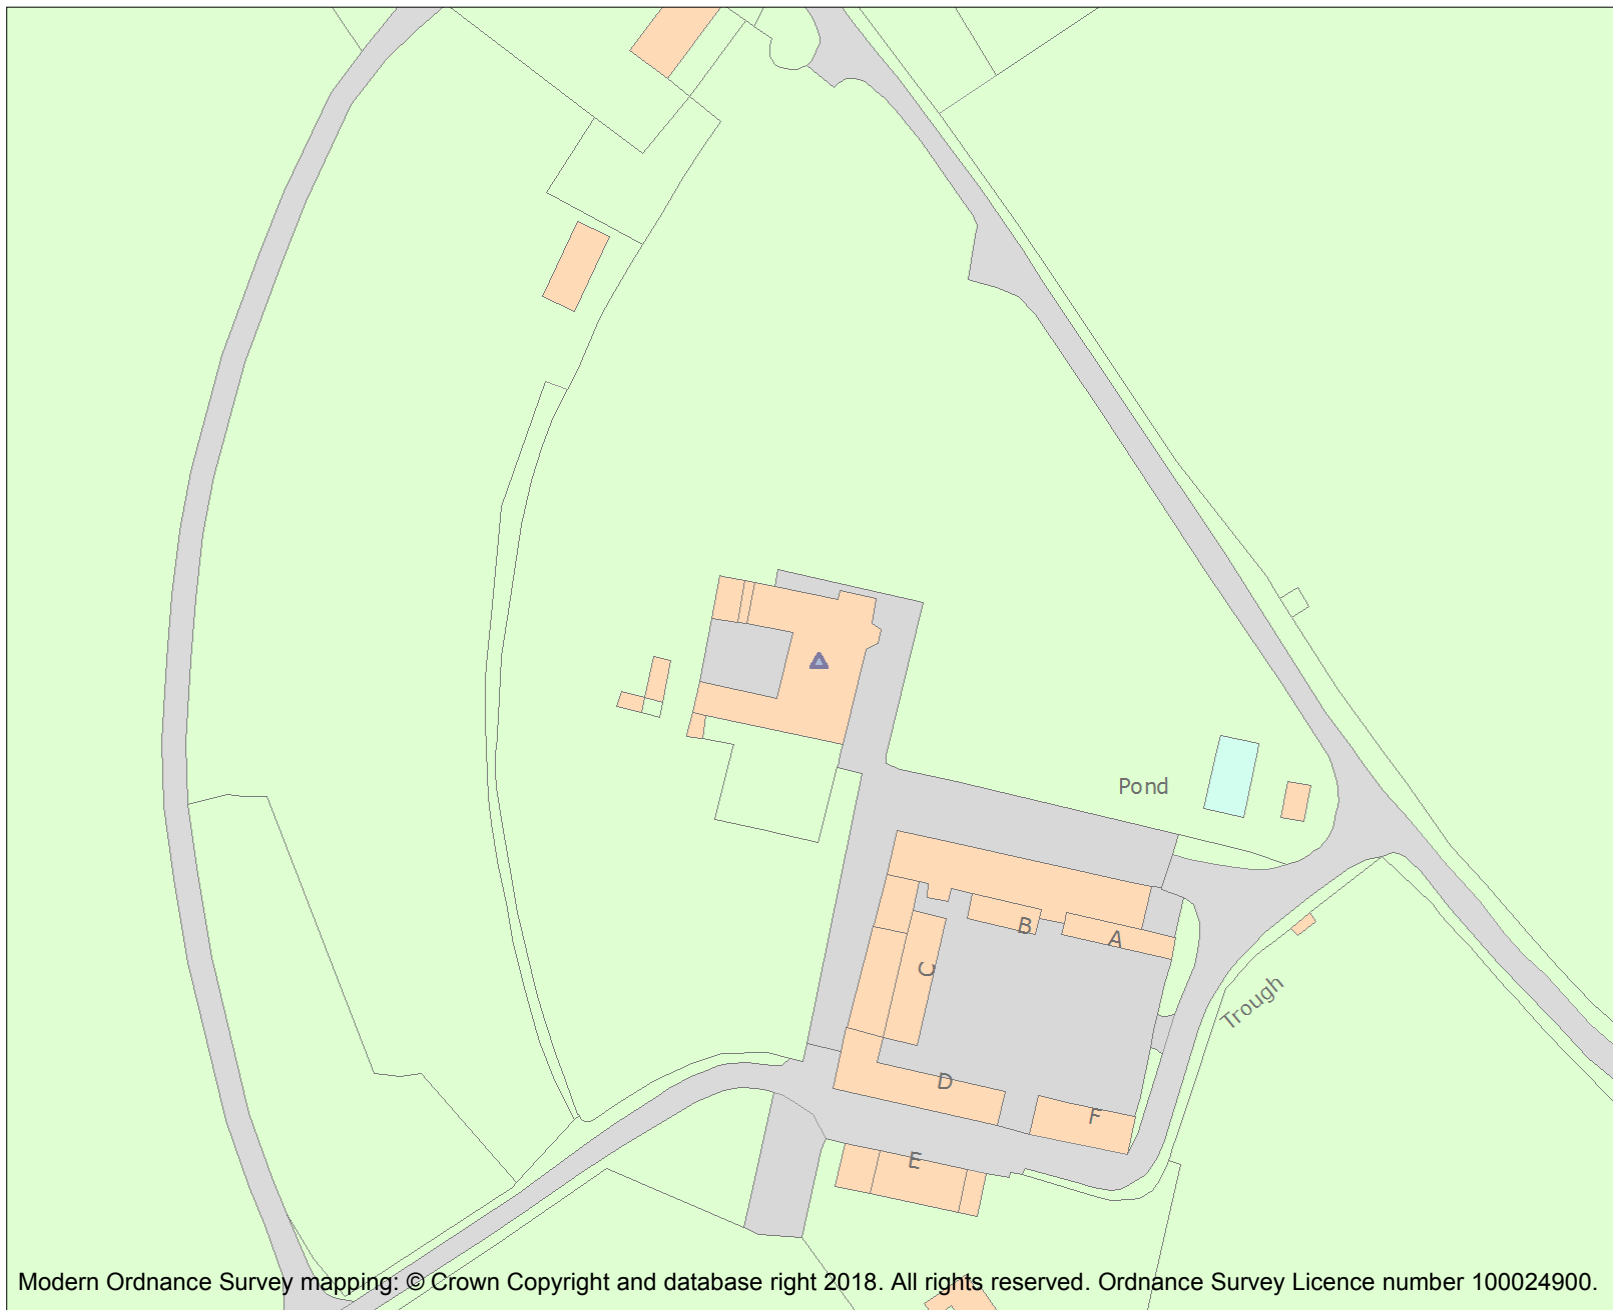 Pond
B
A
C
Trough
D
F
E
Modern Ordnance Survey mapping: © Crown Copyright and database right 2018. All rights reserved. Ordnance Survey Licence number 100024900.